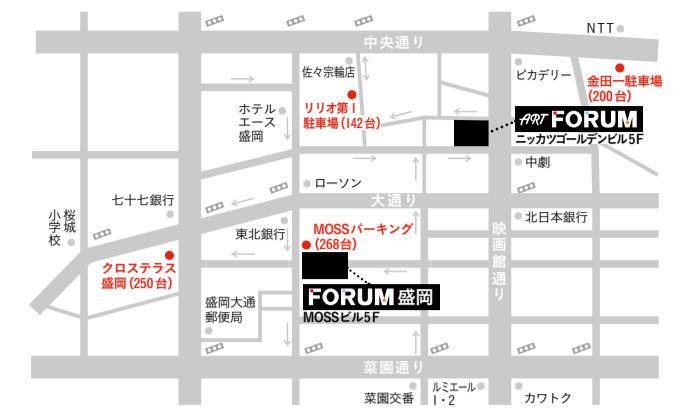 NTT
中央通り
佐々宗輪店
ピカデリー
金田一駐車場
(200台)
リリオ第1
駐車場(142台)
ホテル
エース
盛岡
ART FORUM
ニッカツゴールデンビル5F
中劇
ローソン
七十七銀行
大通り
桜城
小学校
東北銀行
MOSSパーキング
(268台)
北日本銀行
映画館通り
クロステラス
盛岡(250台)
FORUM盛岡
MOSSビル5F
盛岡大通
郵便局
菜園通り
菜園交番
ルミエール
1・2
カワトク